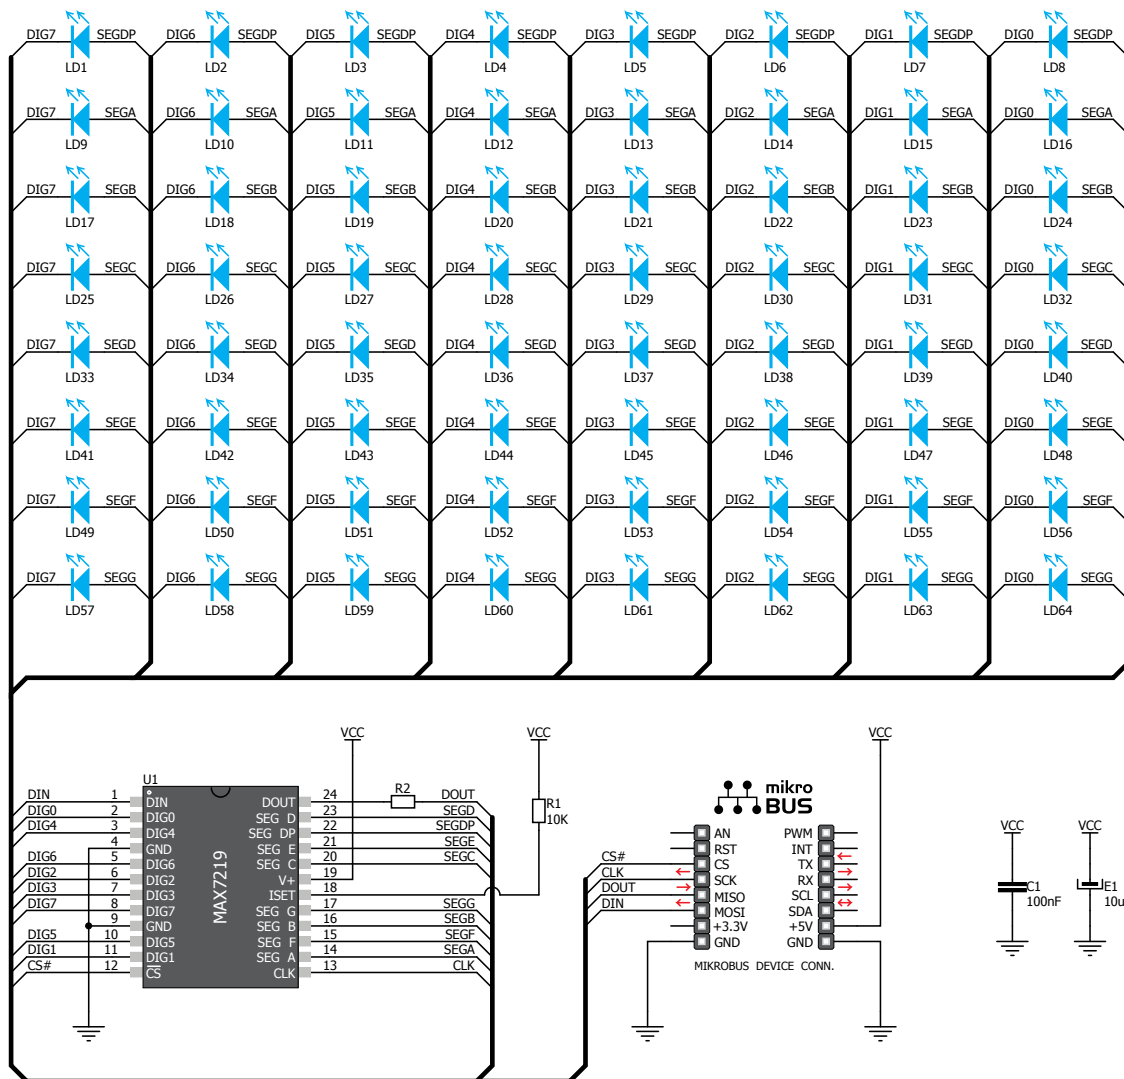 DIG7 SEGDP DIG6 SEGDP DIG5 SEGDP DIG4 SEGDP DIG3 SEGDP DIG2 SEGDP DIG1 SEGDP DIG0 SEGDP
LD1 LD2 LD3 LD4 LD5 LD6 LD7 LD8
DIG7 SEGA DIG6 SEGA DIG5 SEGA DIG4 SEGA DIG3 SEGA DIG2 SEGA DIG1 SEGA DIG0 SEGA
LD9 LD10 LD11 LD12 LD13 LD14 LD15 LD16
DIG7 SEGB DIG6 SEGB DIG5 SEGB DIG4 SEGB DIG3 SEGB DIG2 SEGB DIG1 SEGB DIG0 SEGB
LD17 LD18 LD19 LD20 LD21 LD22 LD23 LD24
DIG7 SEGC DIG6 SEGC DIG5 SEGC DIG4 SEGC DIG3 SEGC DIG2 SEGC DIG1 SEGC DIG0 SEGC
LD25 LD26 LD27 LD28 LD29 LD30 LD31 LD32
DIG7 SEGD DIG6 SEGD DIG5 SEGD DIG4 SEGD DIG3 SEGD DIG2 SEGD DIG1 SEGD DIG0 SEGD
LD33 LD34 LD35 LD36 LD37 LD38 LD39 LD40
DIG7 SEGE DIG6 SEGE DIG5 SEGE DIG4 SEGE DIG3 SEGE DIG2 SEGE DIG1 SEGE DIG0 SEGE
LD41 LD42 LD43 LD44 LD45 LD46 LD47 LD48
DIG7 SEGF DIG6 SEGF DIG5 SEGF DIG4 SEGF DIG3 SEGF DIG2 SEGF DIG1 SEGF DIG0 SEGF
LD49 LD50 LD51 LD52 LD53 LD54 LD55 LD56
DIG7 SEGG DIG6 SEGG DIG5 SEGG DIG4 SEGG DIG3 SEGG DIG2 SEGG DIG1 SEGG DIG0 SEGG
LD57 LD58 LD59 LD60 LD61 LD62 LD63 LD64
VCC
U1
MAX7219
DIN 1 DIN DOUT 24 R2 DOUT
DIG0 2 DIG0 SEG D 23 SEGD
DIG4 3 DIG4 SEG DP 22 SEGDP
4 GND SEG E 21 SEGE
DIG6 5 DIG6 SEG C 20 SEGC
DIG2 6 DIG2 V+ 19
DIG3 7 DIG3 ISET 18
DIG7 8 DIG7 SEG G 17 SEGG
9 GND SEG B 16 SEGB
DIG5 10 DIG5 SEG F 15 SEGF
DIG1 11 DIG1 SEG A 14 SEGA
CS# 12 CS CLK 13 CLK
VCC
R1
10K
VCC
mikro
BUS
AN PWM
RST INT
CS# CS TX
CLK SCK RX
DOUT MISO SCL
DIN MOSI SDA
+3.3V +5V
GND GND
MIKROBUS DEVICE CONN.
VCC
C1
100nF
VCC
E1
10u